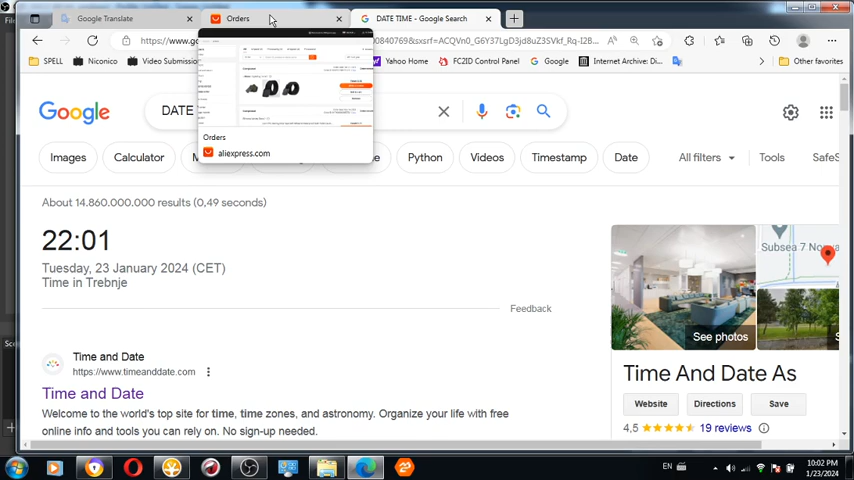 Google Translate
Orders
DATE TIME - Google Search
https://www.go
840769&sxsrf=ACQVn0_G6Y37LgD3jd8uZ3SVkf_Rq-I2B
SPELL
Niconico
Video Submissio
Yahoo Home
FC2ID Control Panel
Google
Internet Archive: Di...
Other favorites
Orders
aliexpress.com
Google
DATE
Images
Calculator
Python
Videos
Timestamp
Date
All filters
Tools
SafeS
About 14.860.000.000 results (0,49 seconds)
22:01
Tuesday, 23 January 2024 (CET)
Time in Trebnje
Feedback
Subsea 7 Norw
See photos
Time and Date
https://www.timeanddate.com
Time and Date
Welcome to the world's top site for time, time zones, and astronomy. Organize your life with free
online info and tools you can rely on. No sign-up needed.
Time And Date As
Website
Directions
Save
4,5
19 reviews
Sce
EN
10:02 PM
1/23/2024